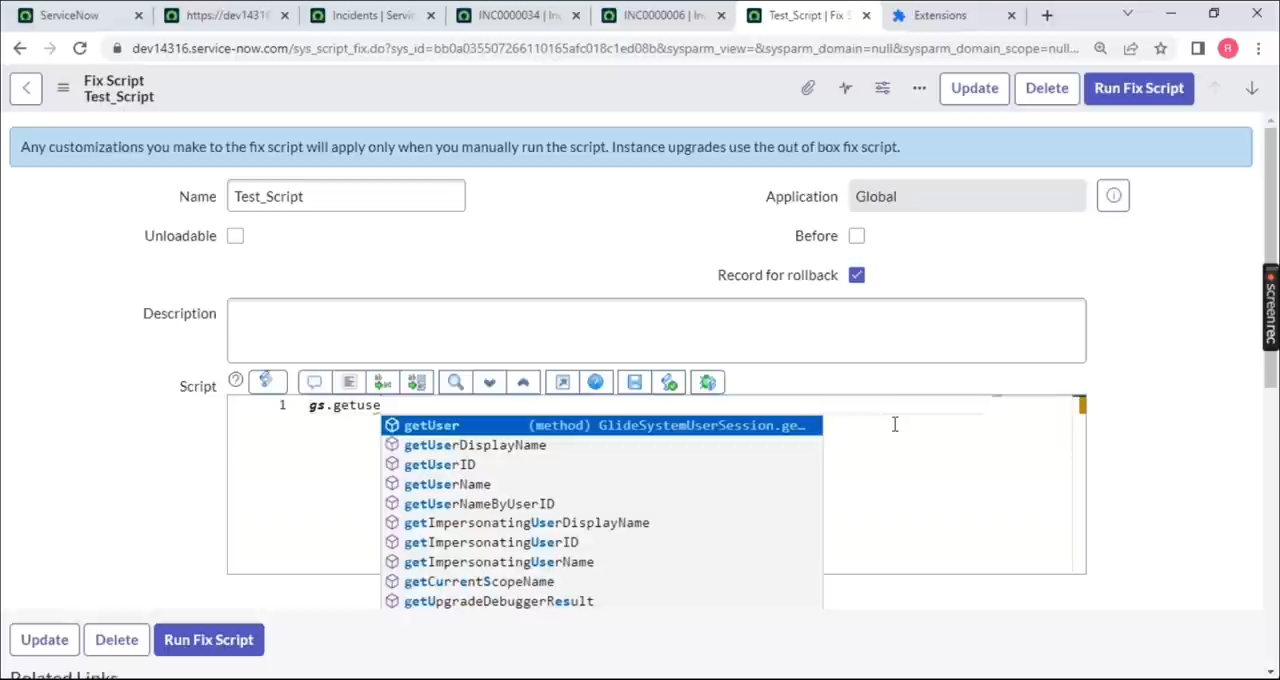 ServiceNow
https://dev1431
Incidents | Servi
INC0000034 | In
INC0000006 | In
Test_Script | Fix S
Extensions
dev14316.service-now.com/sys_script_fix.do?sys_id=bb0a035507266110165afc018c1ed08b&sysparm_view=&sysparm_domain=null&sysparm_domain_scope=null...
R
Fix Script
Test_Script
Update
Delete
Run Fix Script
Any customizations you make to the fix script will apply only when you manually run the script. Instance upgrades use the out of box fix script.
Name
Test_Script
Application
Global
Unloadable
Before
Record for rollback
Description
Script
1 gs.getuse
getUser (method) GlideSystemUserSession.ge…
getUserDisplayName
getUserID
getUserName
getUserNameByUserID
getImpersonatingUserDisplayName
getImpersonatingUserID
getImpersonatingUserName
getCurrentScopeName
getUpgradeDebuggerResult
Update
Delete
Run Fix Script
Related Links
screenrec